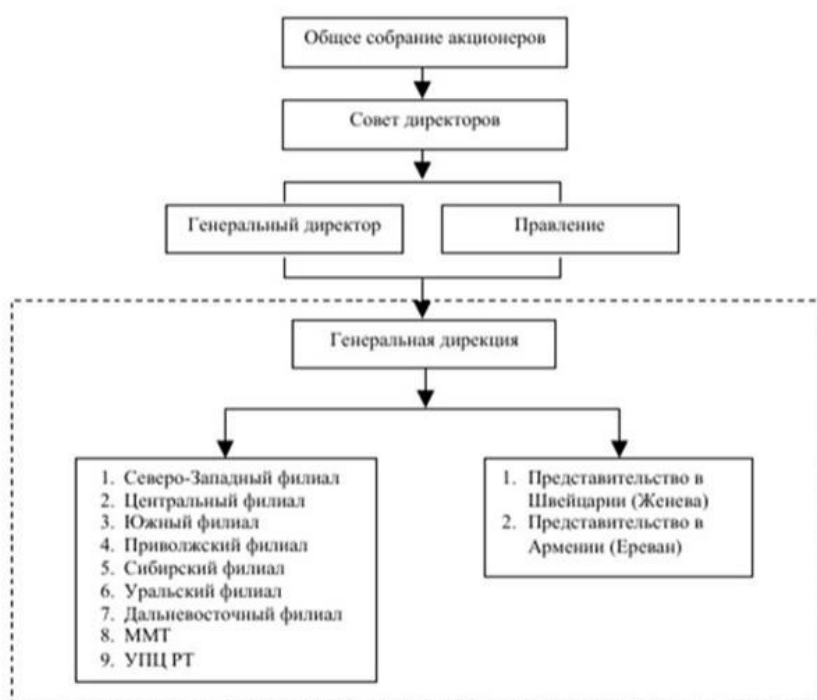 Общее собрание акционеров
Совет директоров
Генеральный директор
Правление
Генеральная дирекция
1. Северо-Западный филиал
2. Центральный филиал
3. Южный филиал
4. Приволжский филиал
5. Сибирский филиал
6. Уральский филиал
7. Дальневосточный филиал
8. ММТ
9. УПЦ РТ
1. Представительство в
Швейцарии (Женева)
2. Представительство в
Армении (Ереван)